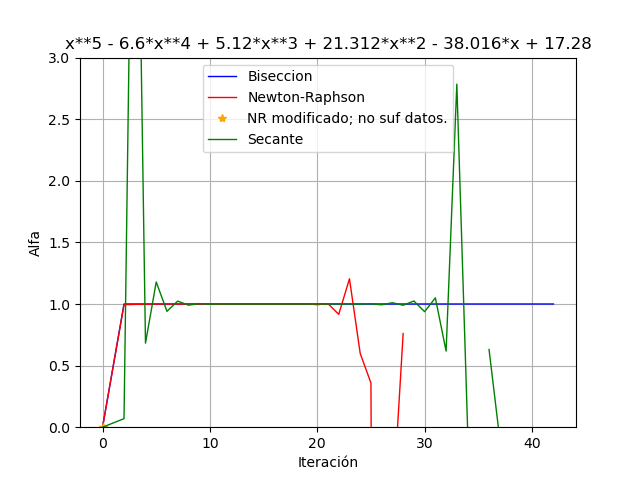 x**5 - 6.6*x**4 + 5.12*x**3 + 21.312*x**2 - 38.016*x + 17.28
3.0
2.5
2.0
1.5
1.0
0.5
0.0
Alfa
Biseccion
Newton-Raphson
NR modificado; no suf datos.
Secante
0
10
20
30
40
Iteración